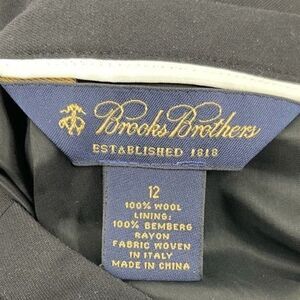 Brooks Brothers
ESTABLISHED 1818
12
100% WOOL
LINING:
100% BEMBERG
RAYON
FABRIC WOVEN
IN ITALY
MADE IN CHINA